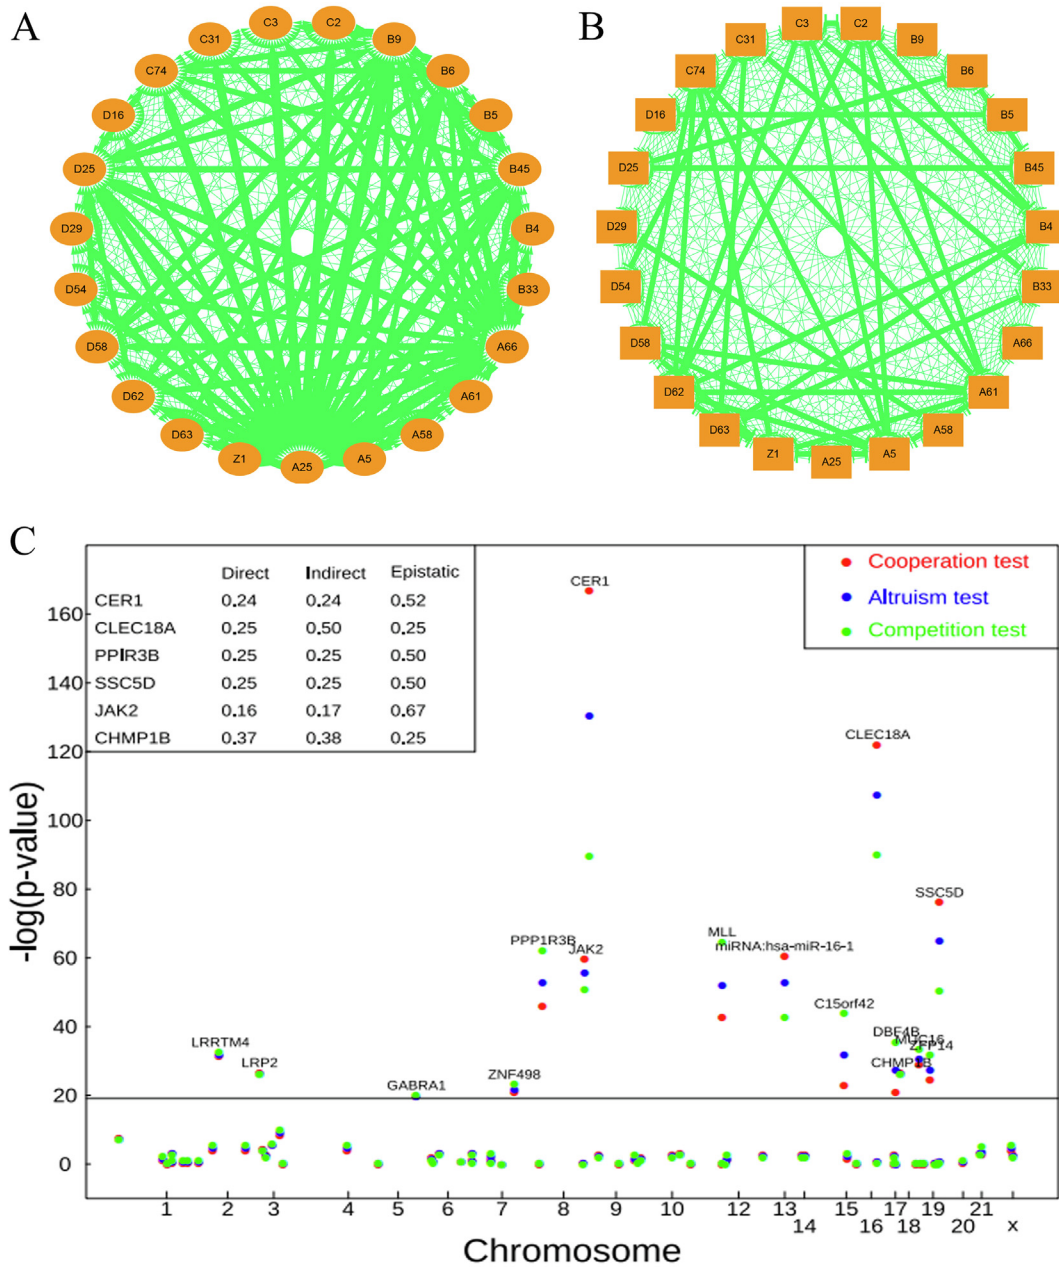 A
C3
C2
C31
B9
C74
B6
D16
B5
D25
B45
D29
B4
D54
B33
D58
A66
D62
A61
D63
A58
Z1
A25
A5
B
C3
C2
C31
B9
C74
B6
D16
B5
D25
B45
D29
B4
D54
B33
D58
A66
D62
A61
D63
A58
Z1
A25
A5
C
Direct Indirect Epistatic
CER1 0.24 0.24 0.52
CLEC18A 0.25 0.50 0.25
PPIR3B 0.25 0.25 0.50
SSC5D 0.25 0.25 0.50
JAK2 0.16 0.17 0.67
CHMP1B 0.37 0.38 0.25
Cooperation test
Altruism test
Competition test
-log(p-value)
160
140
120
100
80
60
40
20
0
CER1
CLEC18A
SSC5D
PPP1R3B
JAK2
MLL
miRNA:hsa-miR-16-1
C15orf42
DBF4B
MUC16
ZFP14
CHMP1B
LRRTM4
LRP2
GABRA1
ZNF498
1 2 3 4 5 6 7 8 9 10 12 13 15 17 19 21
14 16 18 20 x
Chromosome